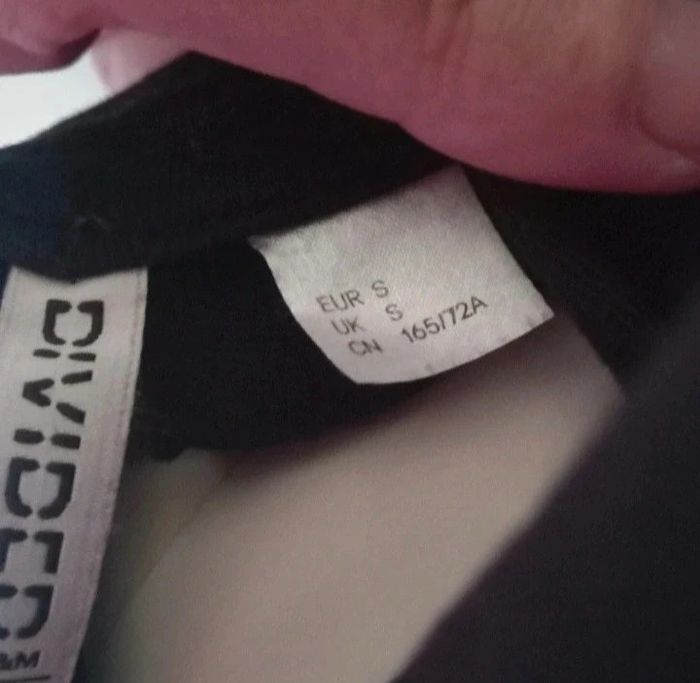 EUR S
UK S
CN 165/72A
DIVIDED
&M